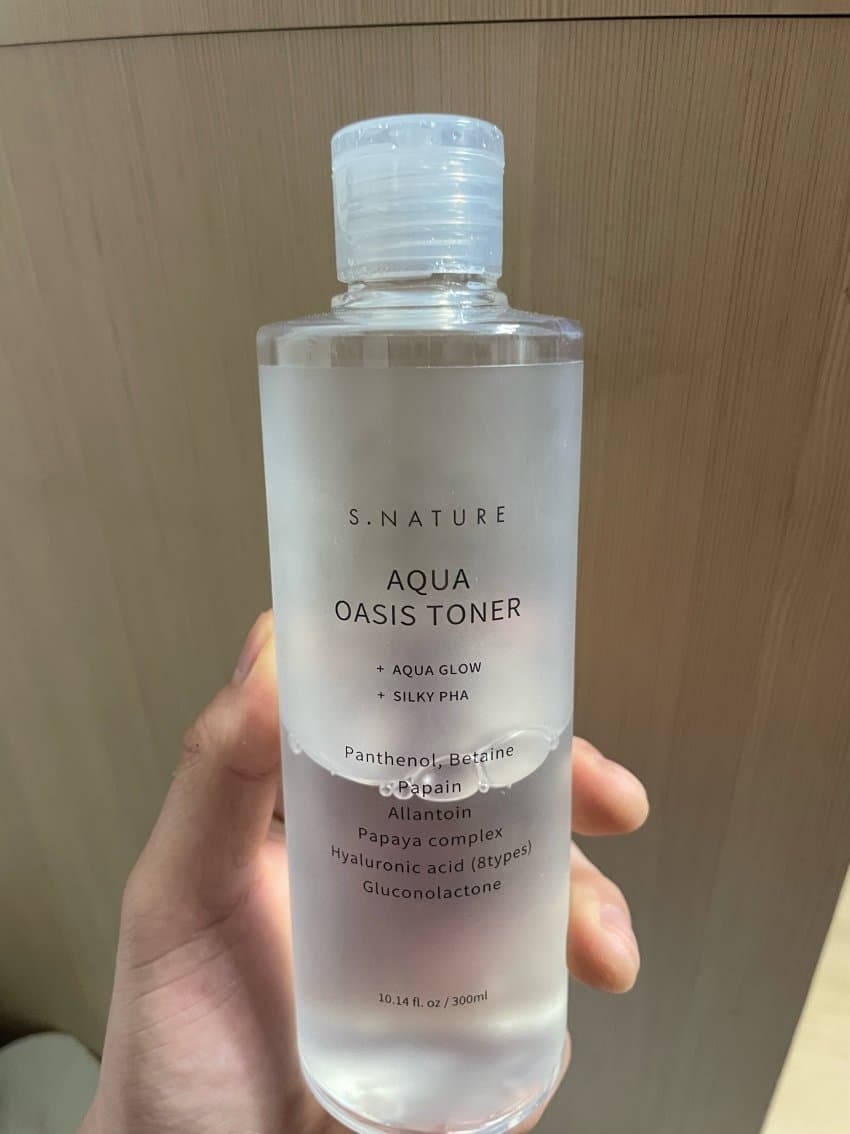 S.NATURE
AQUA
OASIS TONER
+ AQUA GLOW
+ SILKY PHA
Panthenol, Betaine
Papain
Allantoin
Papaya complex
Hyaluronic acid (8types)
Gluconolactone
10.14 fl. oz / 300ml